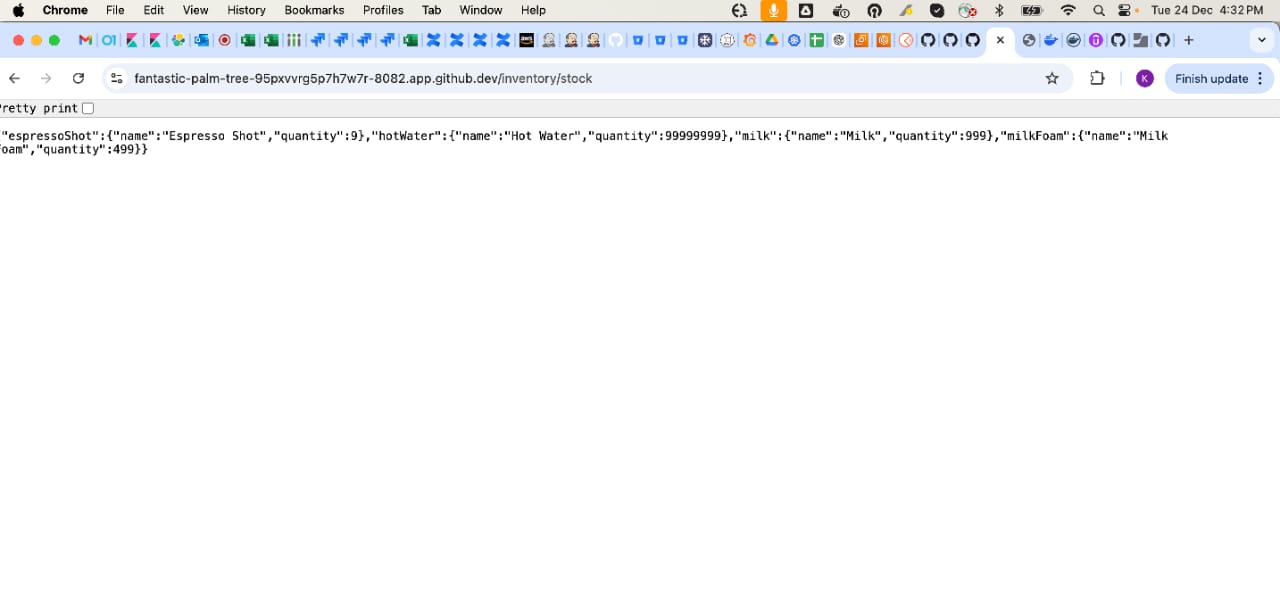 Chrome File Edit View History Bookmarks Profiles Tab Window Help Tue 24 Dec 4:32 PM
fantastic-palm-tree-95pxvvrg5p7h7w7r-8082.app.github.dev/inventory/stock K Finish update
retty print
"espressoShot":{"name":"Espresso Shot","quantity":9},"hotWater":{"name":"Hot Water","quantity":99999999},"milk":{"name":"Milk","quantity":999},"milkFoam":{"name":"Milk
oam","quantity":499}}